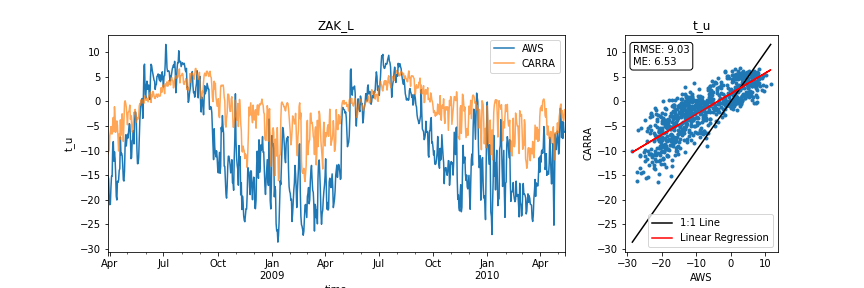 ZAK_L
t_u
10
5
0
−5
−10
−15
−20
−25
−30
t_u
AWS
CARRA
Apr
Jul
Oct
Jan
2009
Apr
Jul
Oct
Jan
2010
Apr
time
t_u
RMSE: 9.03
ME: 6.53
10
5
0
−5
−10
−15
−20
−25
−30
CARRA
1:1 Line
Linear Regression
−30
−20
−10
0
10
AWS